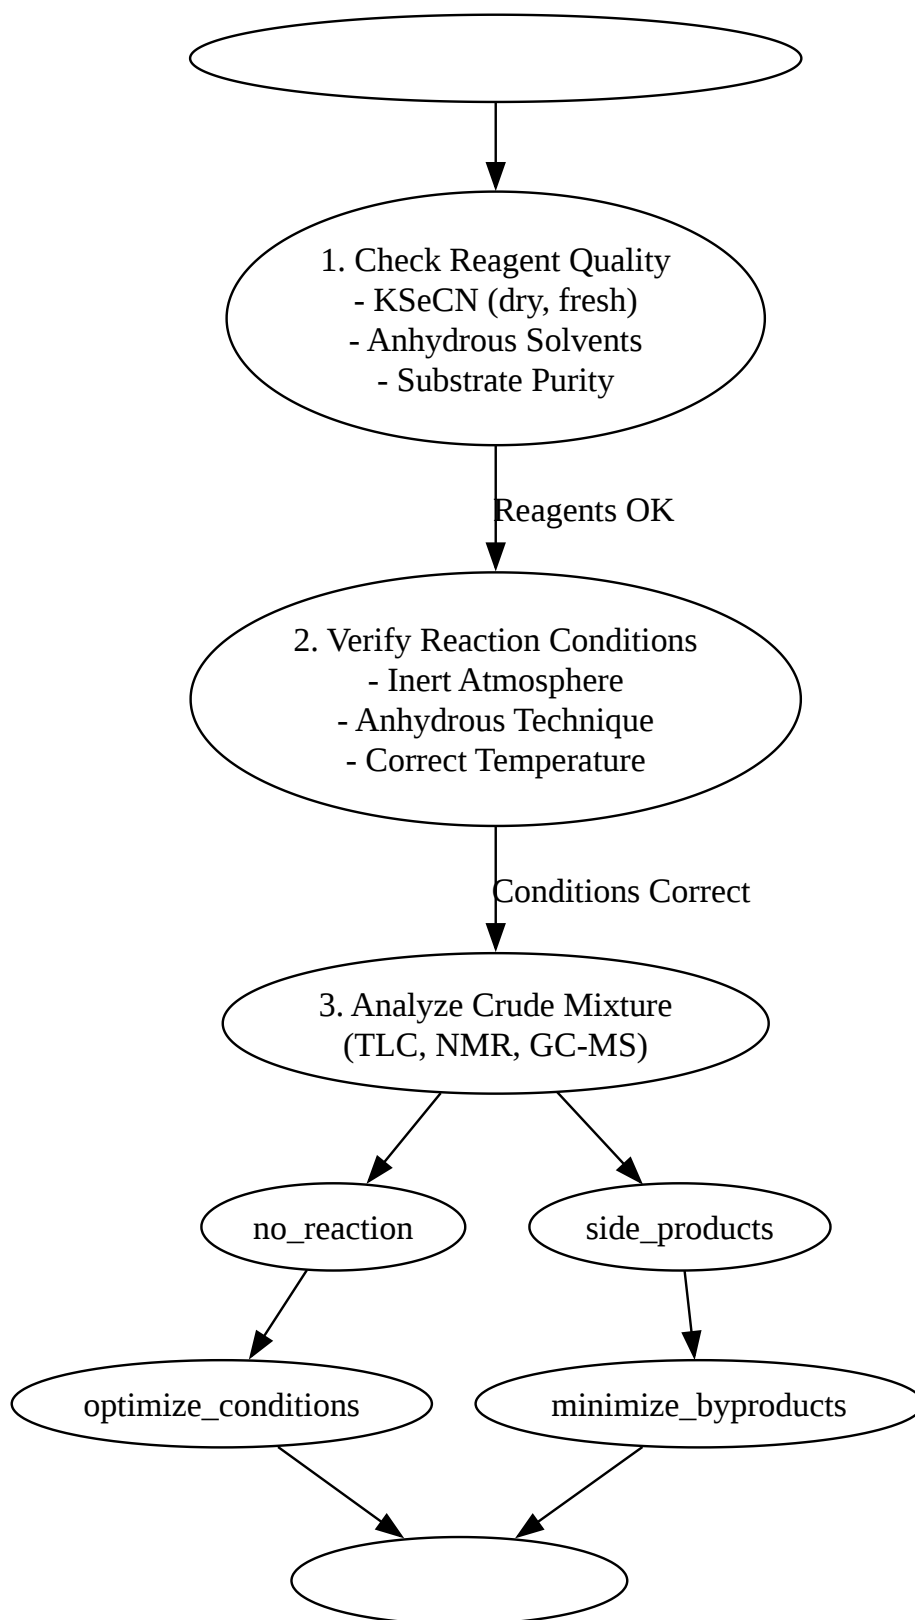 1. Check Reagent Quality
- KSeCN (dry, fresh)
- Anhydrous Solvents
- Substrate Purity
Reagents OK
2. Verify Reaction Conditions
- Inert Atmosphere
- Anhydrous Technique
- Correct Temperature
Conditions Correct
3. Analyze Crude Mixture
(TLC, NMR, GC-MS)
no_reaction
side_products
optimize_conditions
minimize_byproducts